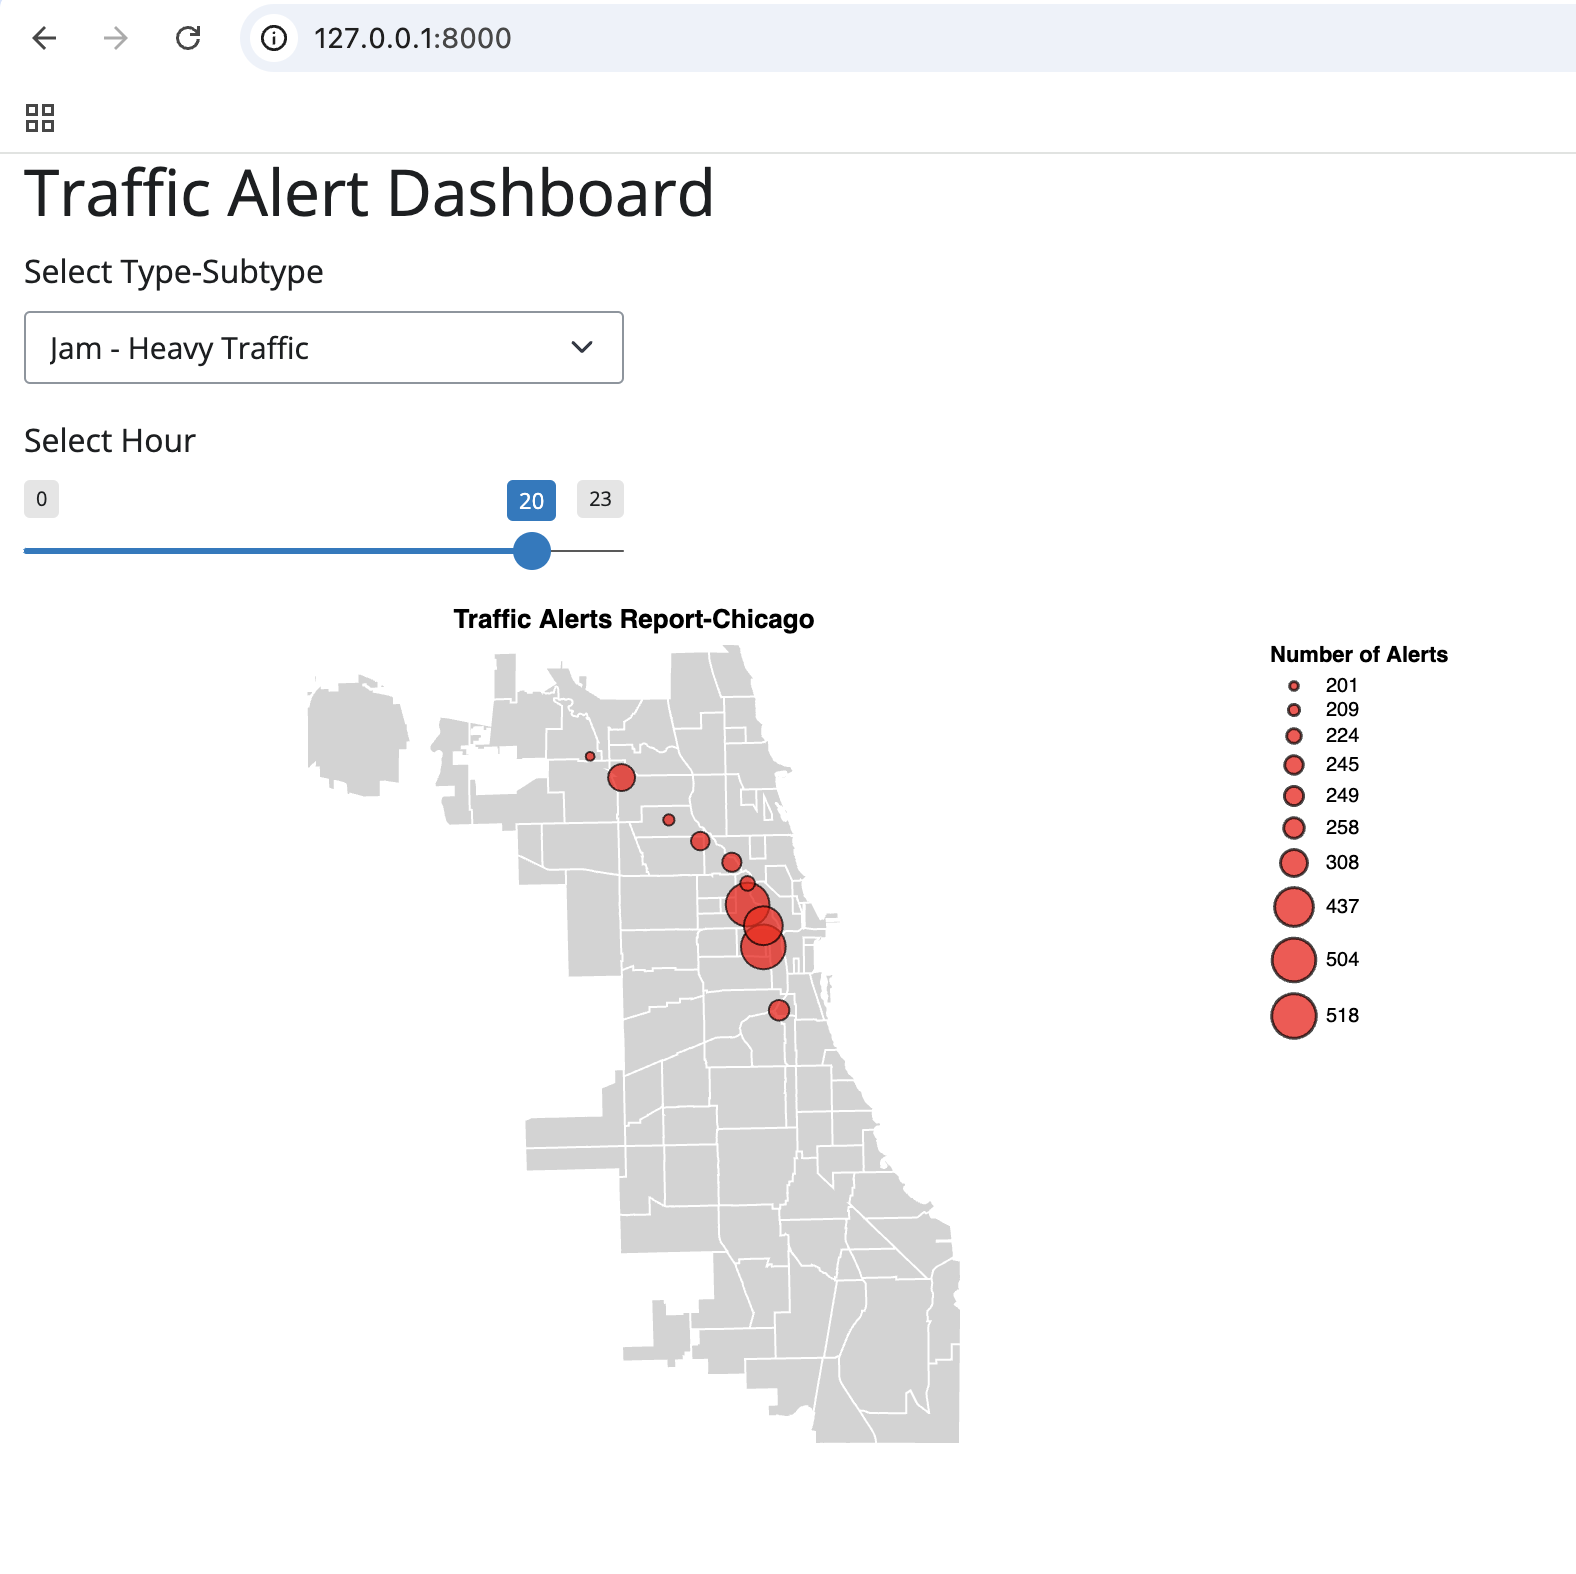 127.0.0.1:8000
Traffic Alert Dashboard
Select Type-Subtype
Jam - Heavy Traffic
Select Hour
0 20 23
Traffic Alerts Report-Chicago
Number of Alerts
201
209
224
245
249
258
308
437
504
518